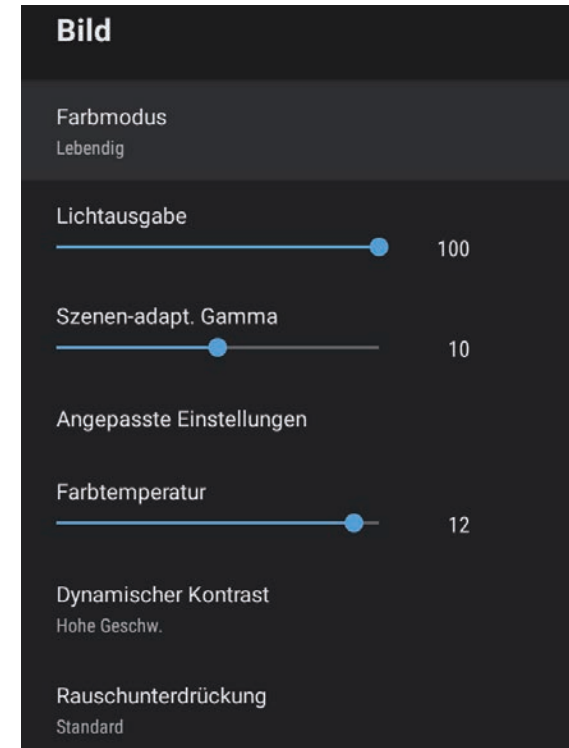 Bild
Farbmodus
Lebendig
Lichtausgabe
100
Szenen-adapt. Gamma
10
Angepasste Einstellungen
Farbtemperatur
12
Dynamischer Kontrast
Hohe Geschw.
Rauschunterdrückung
Standard